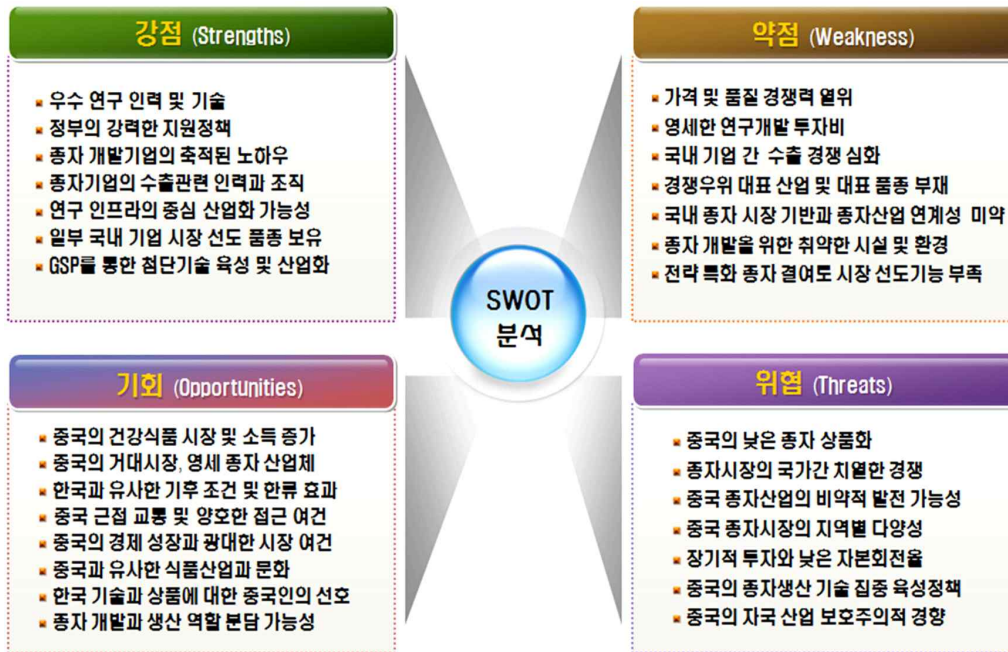 강점 (Strengths)
▪ 우수 연구 인력 및 기술
▪ 정부의 강력한 지원정책
▪ 종자 개발기업의 축적된 노하우
▪ 종자기업의 수출관련 인력과 조직
▪ 연구 인프라의 중심 산업화 가능성
▪ 일부 국내 기업 시장 선도 품종 보유
▪ GSP를 통한 첨단기술 육성 및 산업화
약점 (Weakness)
▪ 가격 및 품질 경쟁력 열위
▪ 영세한 연구개발 투자비
▪ 국내 기업 간 수출 경쟁 심화
▪ 경쟁우위 대표 산업 및 대표 품종 부재
▪ 국내 종자 시장 기반과 종자산업 연계성 미약
▪ 종자 개발을 위한 취약한 시설 및 환경
▪ 전략 특화 종자 결여로 시장 선도기능 부족
SWOT
분석
기회 (Opportunities)
▪ 중국의 건강식품 시장 및 소득 증가
▪ 중국의 거대시장, 영세 종자 산업체
▪ 한국과 유사한 기후 조건 및 한류 효과
▪ 중국 근접 교통 및 양호한 접근 여건
▪ 중국의 경제 성장과 광대한 시장 여건
▪ 중국과 유사한 식품산업과 문화
▪ 한국 기술과 상품에 대한 중국인의 선호
▪ 종자 개발과 생산 역할 분담 가능성
위협 (Threats)
▪ 중국의 낮은 종자 상품화
▪ 종자시장의 국가간 치열한 경쟁
▪ 중국 종자산업의 비약적 발전 가능성
▪ 중국 종자시장의 지역별 다양성
▪ 장기적 투자와 낮은 자본회전율
▪ 중국의 종자생산 기술 집중 육성정책
▪ 중국의 자국 산업 보호주의적 경향